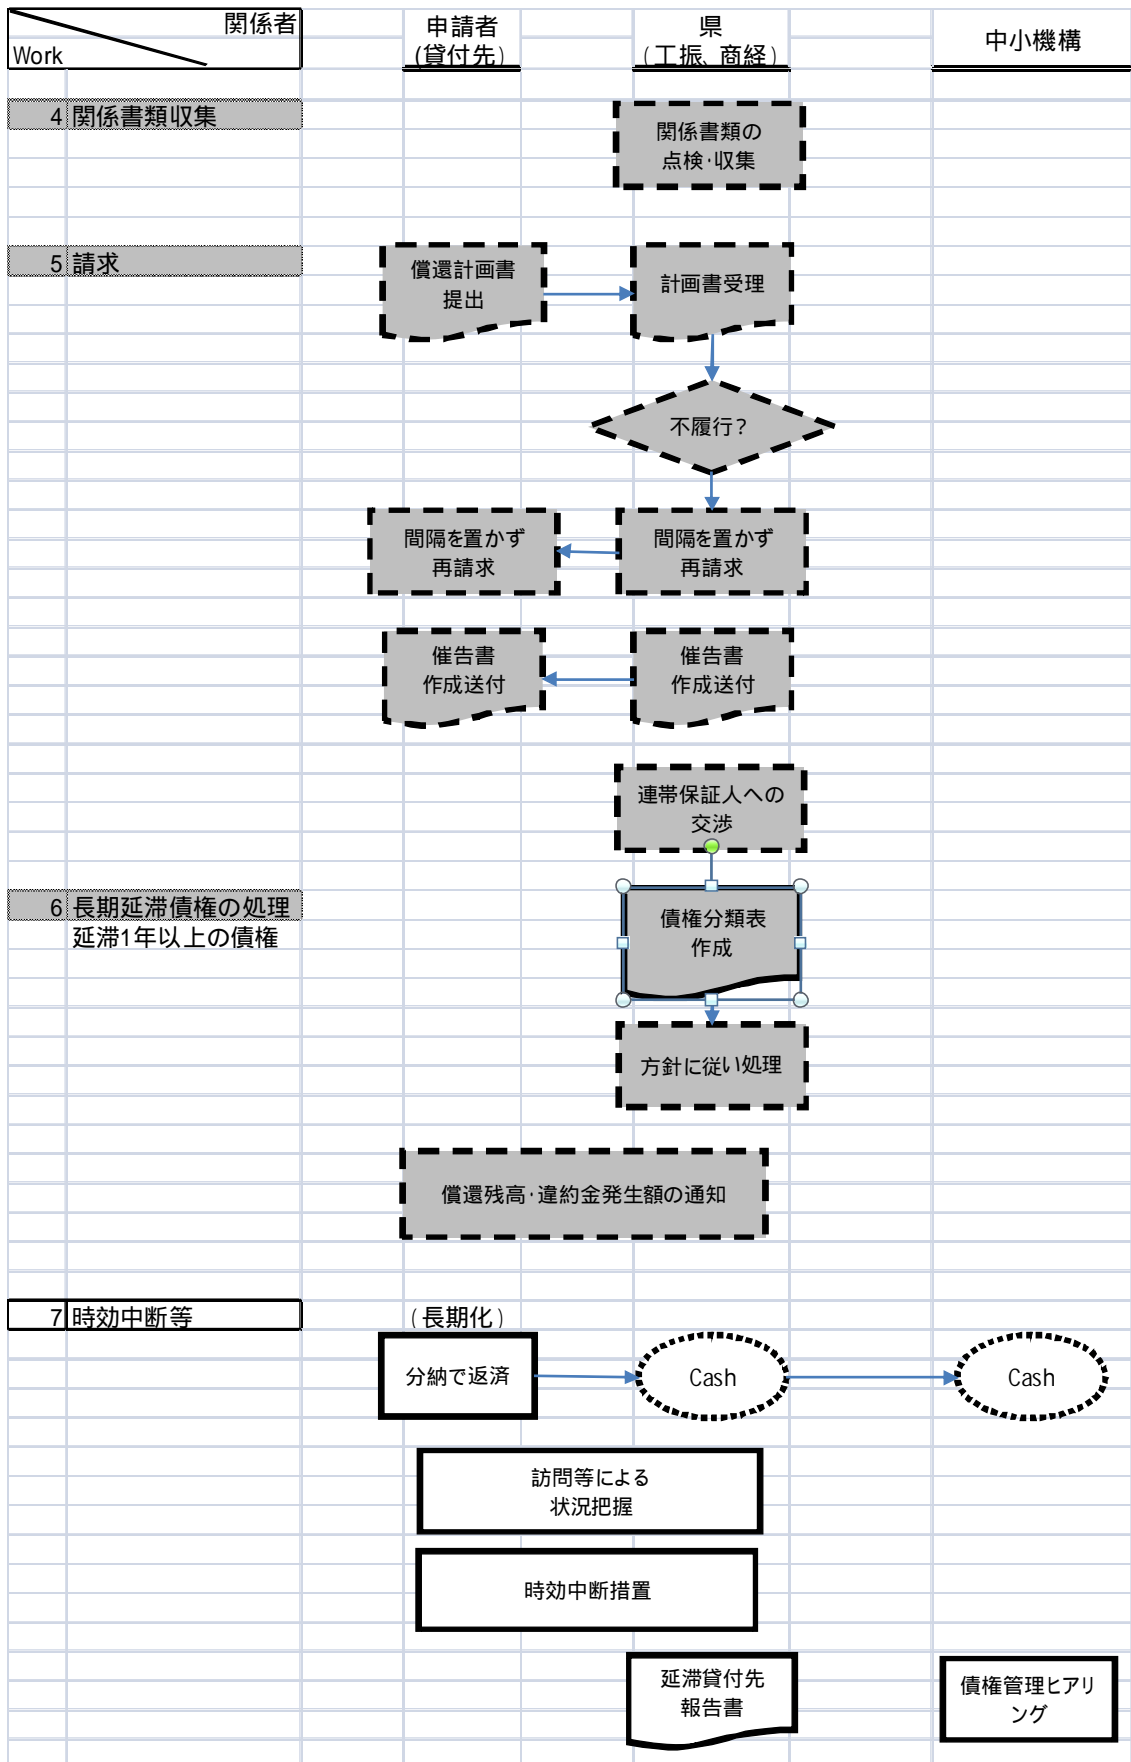 関係者
Work
申請者
(貸付先)
県
(工振、商経)
中小機構
4 関係書類収集
関係書類の
点検・収集
5 請求
償還計画書
提出
計画書受理
不履行?
間隔を置かず
再請求
間隔を置かず
再請求
催告書
作成送付
催告書
作成送付
連帯保証人への
交渉
6 長期延滞債権の処理
延滞1年以上の債権
債権分類表
作成
方針に従い処理
償還残高・違約金発生額の通知
7 時効中断等
(長期化)
分納で返済
Cash
Cash
訪問等による
状況把握
時効中断措置
延滞貸付先
報告書
債権管理ヒアリ
ング